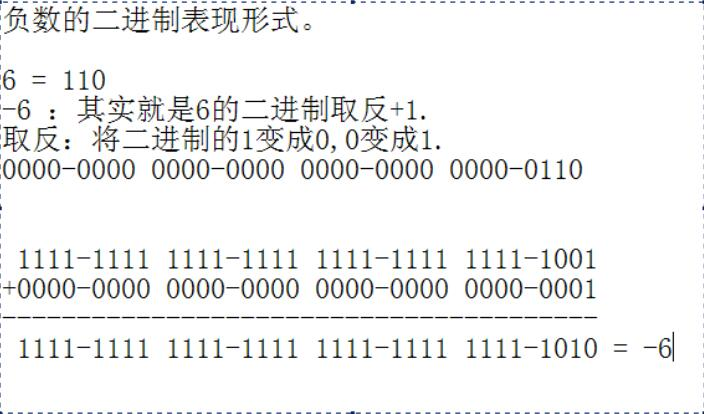 负数的二进制表现形式。
6 = 110
-6 : 其实就是6的二进制取反+1.
取反: 将二进制的1变成0,0变成1.
0000-0000 0000-0000 0000-0000 0000-0110
1111-1111 1111-1111 1111-1111 1111-1001
+0000-0000 0000-0000 0000-0000 0000-0001
----------------------------------------
1111-1111 1111-1111 1111-1111 1111-1010 = -6